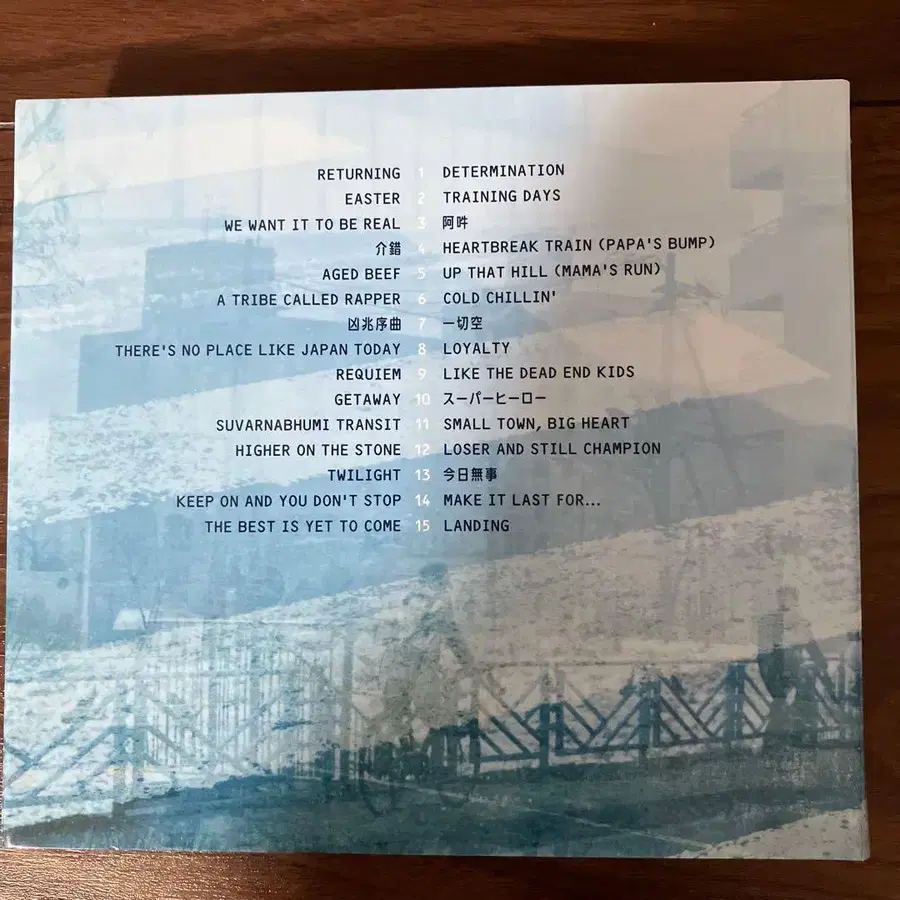 RETURNING 1 DETERMINATION
EASTER 2 TRAINING DAYS
WE WANT IT TO BE REAL 3 阿吽
介錯 4 HEARTBREAK TRAIN (PAPA'S BUMP)
AGED BEEF 5 UP THAT HILL (MAMA'S RUN)
A TRIBE CALLED RAPPER 6 COLD CHILLIN'
凶兆序曲 7 一切空
THERE'S NO PLACE LIKE JAPAN TODAY 8 LOYALTY
REQUIEM 9 LIKE THE DEAD END KIDS
GETAWAY 10 スーパーヒーロー
SUVARNABHUMI TRANSIT 11 SMALL TOWN, BIG HEART
HIGHER ON THE STONE 12 LOSER AND STILL CHAMPION
TWILIGHT 13 今日無事
KEEP ON AND YOU DON'T STOP 14 MAKE IT LAST FOR...
THE BEST IS YET TO COME 15 LANDING